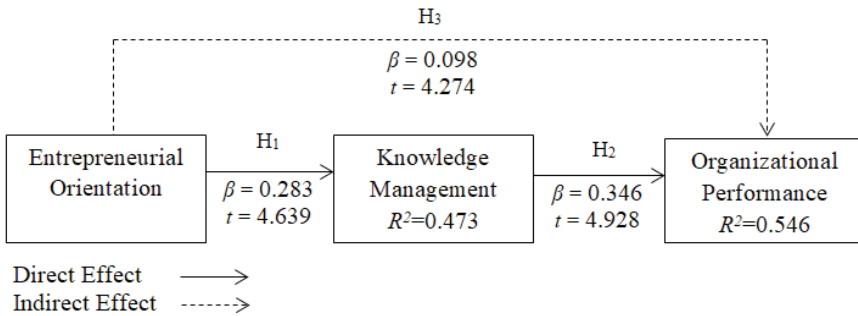 H₃
β = 0.098
t = 4.274
Entrepreneurial
Orientation
H₁
β = 0.283
t = 4.639
Knowledge
Management
R²=0.473
H₂
β = 0.346
t = 4.928
Organizational
Performance
R²=0.546
Direct Effect
Indirect Effect